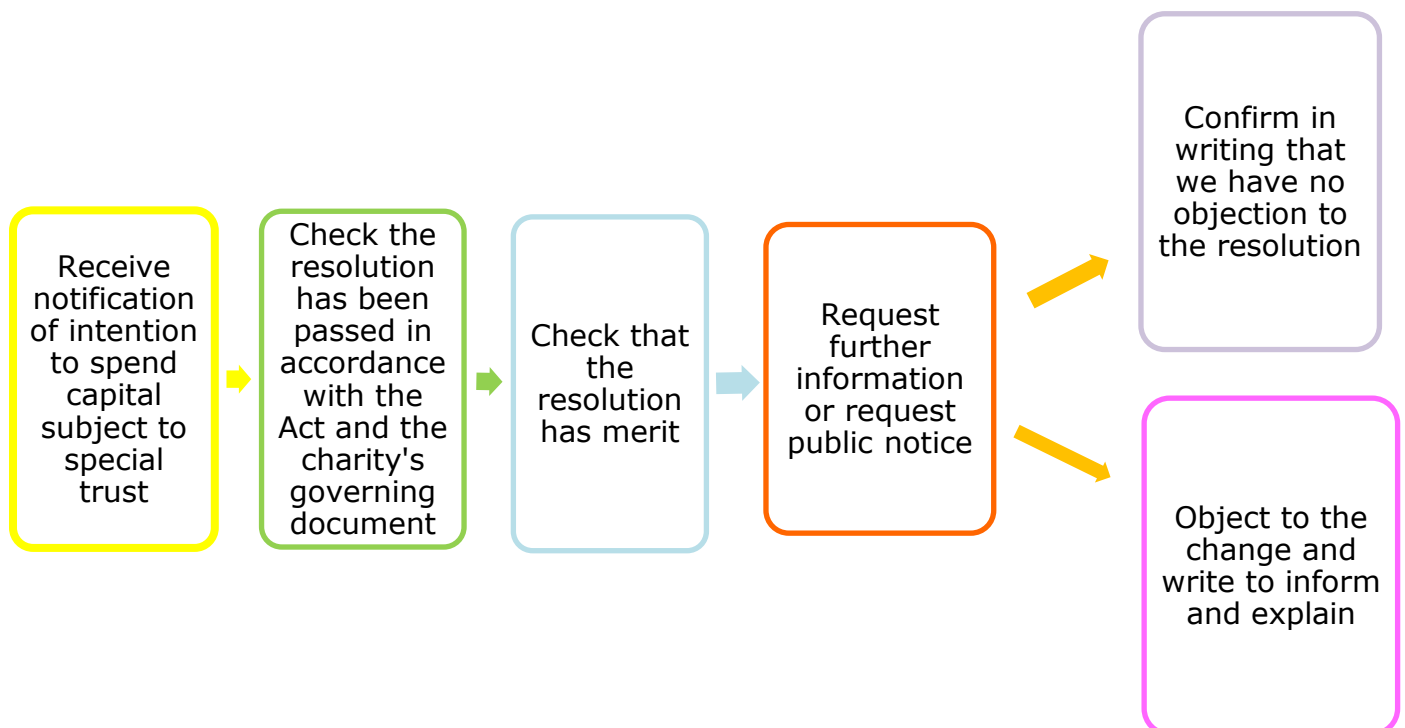 Receive
notification
of intention
to spend
capital
subject to
special
trust
Check the
resolution
has been
passed in
accordance
with the
Act and the
charity's
governing
document
Check that
the
resolution
has merit
Request
further
information
or request
public notice
Confirm in
writing that
we have no
objection to
the resolution
Object to the
change and
write to inform
and explain